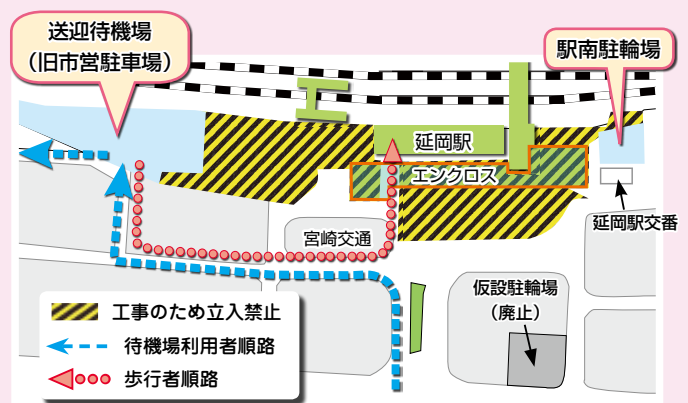 送迎待機場
（旧市営駐車場）
駅南駐輪場
延岡駅
エンクロス
延岡駅交番
宮崎交通
仮設駐輪場
（廃止）
工事のため立入禁止
待機場利用者順路
歩行者順路